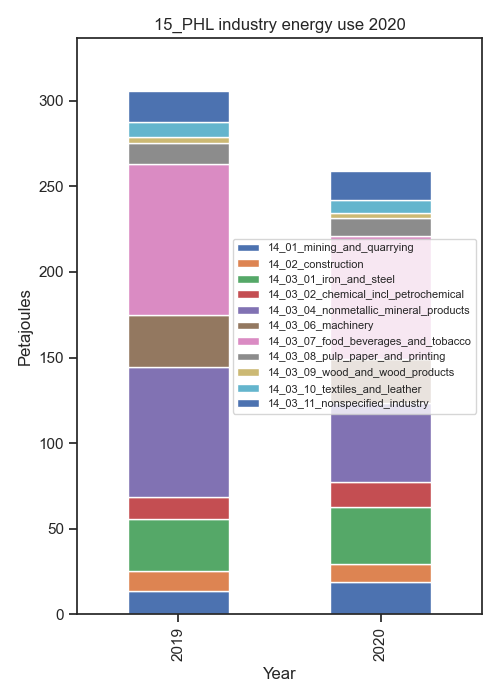 15_PHL industry energy use 2020
Petajoules
300
250
200
150
100
50
0
14_01_mining_and_quarrying
14_02_construction
14_03_01_iron_and_steel
14_03_02_chemical_incl_petrochemical
14_03_04_nonmetallic_mineral_products
14_03_06_machinery
14_03_07_food_beverages_and_tobacco
14_03_08_pulp_paper_and_printing
14_03_09_wood_and_wood_products
14_03_10_textiles_and_leather
14_03_11_nonspecified_industry
2019
2020
Year